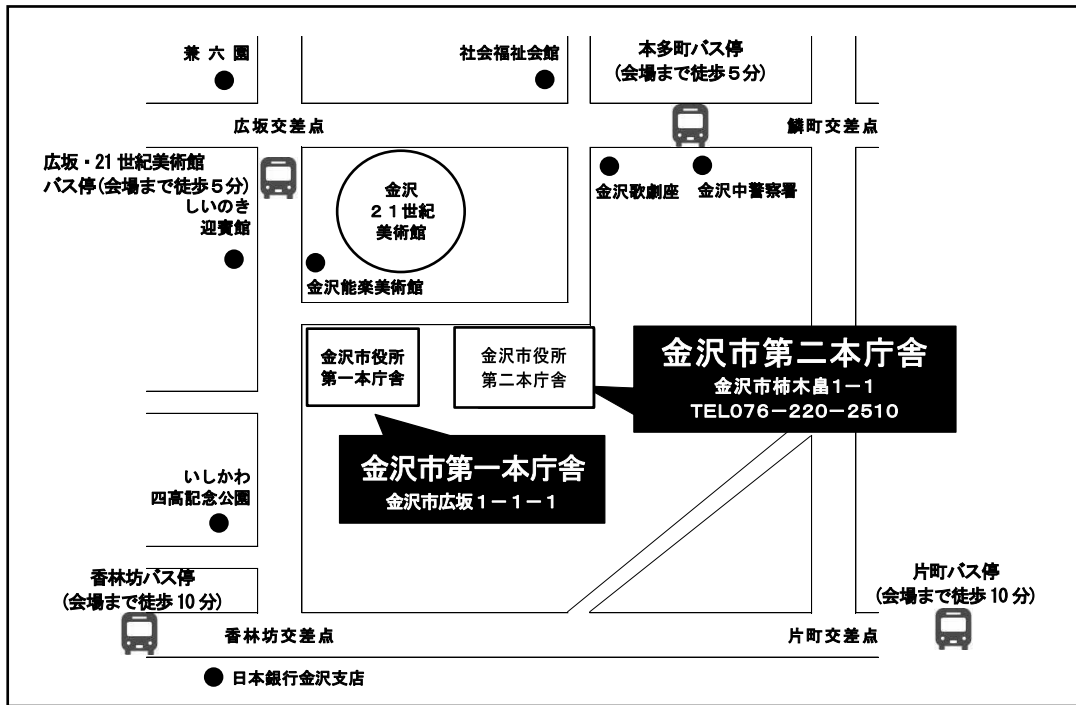 兼六園
社会福祉会館
本多町バス停
(会場まで徒歩5分)
広坂交差点
鱗町交差点
広坂・21世紀美術館
バス停(会場まで徒歩5分)
しいのき
迎賓館
金沢
21世紀
美術館
金沢歌劇座
金沢中警察署
金沢能楽美術館
金沢市役所
第一本庁舎
金沢市役所
第二本庁舎
金沢市第二本庁舎
金沢市柿木畠1-1
TEL076-220-2510
金沢市第一本庁舎
金沢市広坂1-1-1
いしかわ
四高記念公園
香林坊バス停
(会場まで徒歩10分)
片町バス停
(会場まで徒歩10分)
香林坊交差点
片町交差点
日本銀行金沢支店